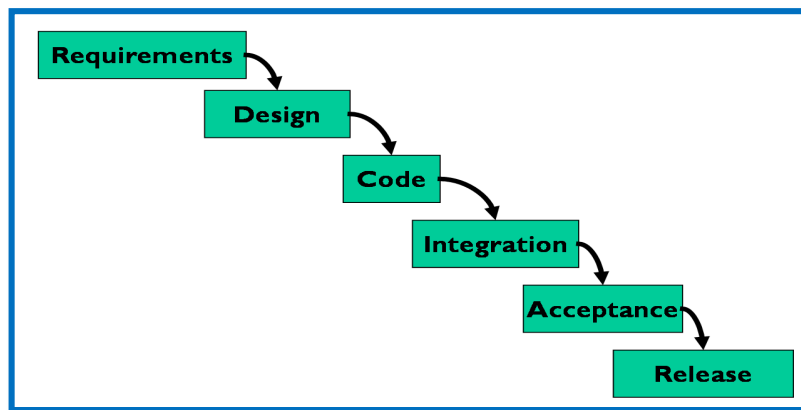 Requirements
Design
Code
Integration
Acceptance
Release